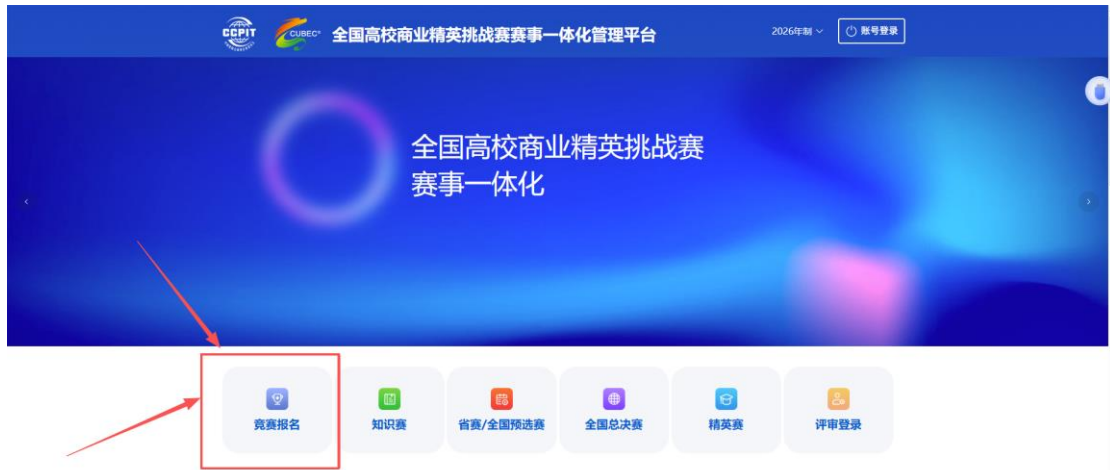 CCPIT
CUBEC
全国高校商业精英挑战赛赛事一体化管理平台
2026年制
账号登录
全国高校商业精英挑战赛
赛事一体化
竞赛报名
知识赛
省赛/全国预选赛
全国总决赛
精英赛
评审登录